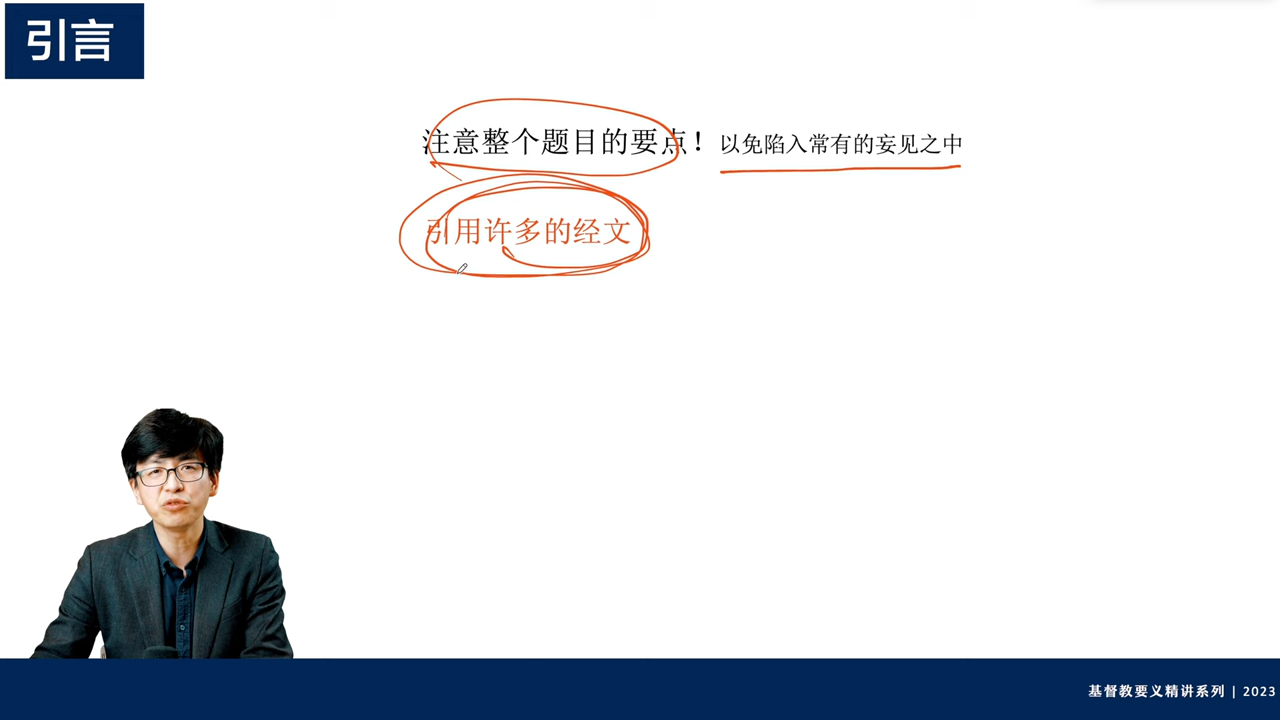 引言
注意整个题目的要点！以免陷入常有的妄见之中
引用许多的经文
基督教要义精讲系列 | 2023